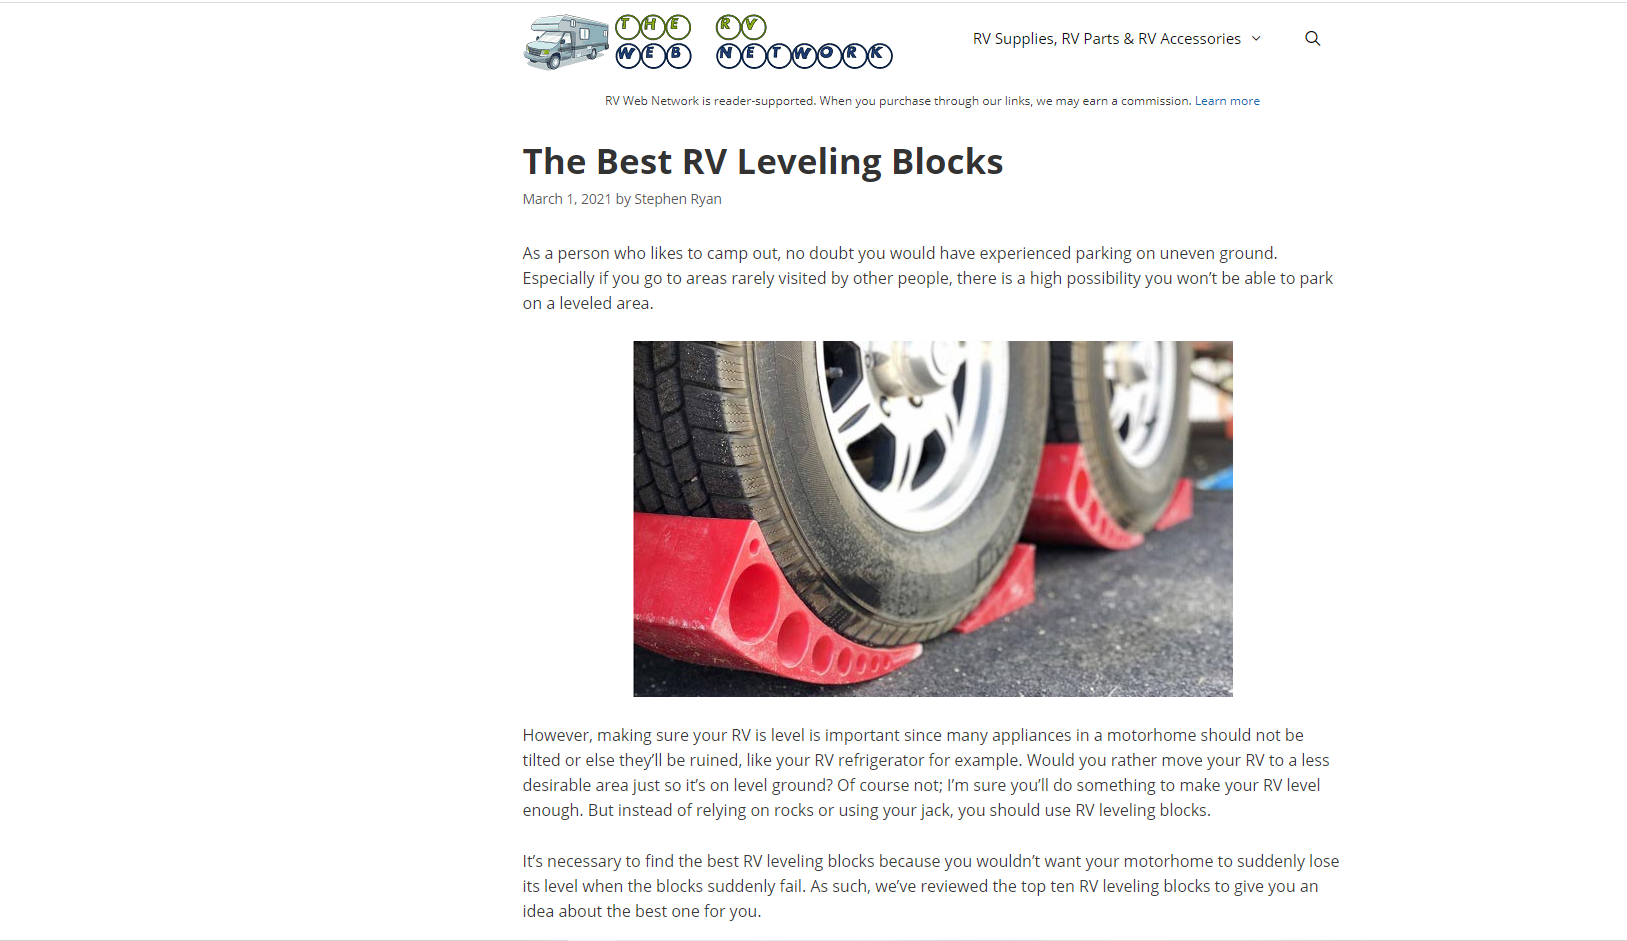 THE RV
WEB NETWORK
RV Supplies, RV Parts & RV Accessories
RV Web Network is reader-supported. When you purchase through our links, we may earn a commission. Learn more
The Best RV Leveling Blocks
March 1, 2021 by Stephen Ryan
As a person who likes to camp out, no doubt you would have experienced parking on uneven ground.
Especially if you go to areas rarely visited by other people, there is a high possibility you won’t be able to park
on a leveled area.
However, making sure your RV is level is important since many appliances in a motorhome should not be
tilted or else they’ll be ruined, like your RV refrigerator for example. Would you rather move your RV to a less
desirable area just so it’s on level ground? Of course not; I’m sure you’ll do something to make your RV level
enough. But instead of relying on rocks or using your jack, you should use RV leveling blocks.
It’s necessary to find the best RV leveling blocks because you wouldn’t want your motorhome to suddenly lose
its level when the blocks suddenly fail. As such, we’ve reviewed the top ten RV leveling blocks to give you an
idea about the best one for you.